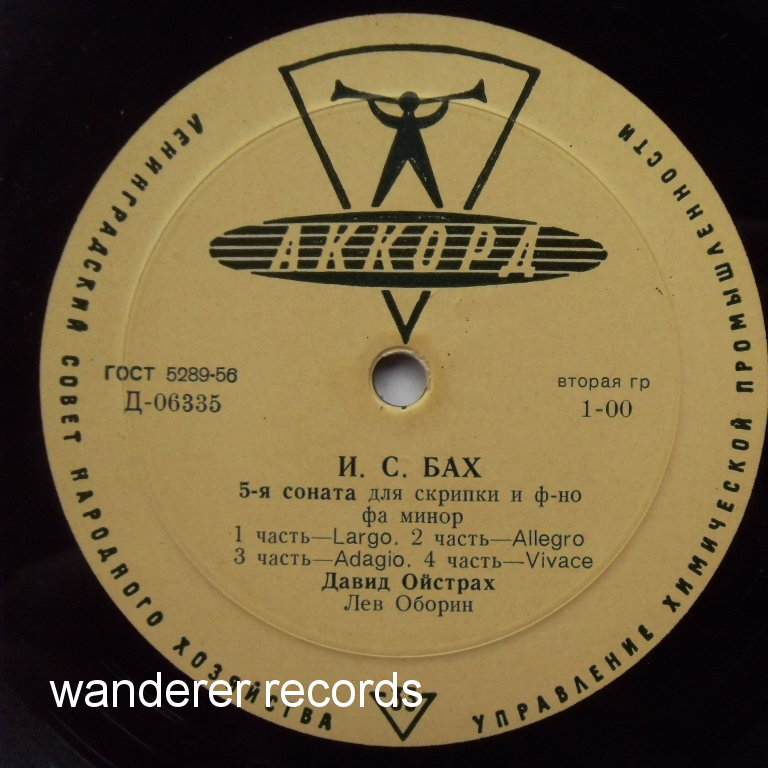 АККОРД
ЛЕНИНГРАДСКИЙ СОВЕТ НАРОДНОГО ХОЗЯЙСТВА
УПРАВЛЕНИЕ ХИМИЧЕСКОЙ ПРОМЫШЛЕННОСТИ
ГОСТ 5289-56
Д-06335
вторая гр
1-00
И. С. БАХ
5-я соната для скрипки и ф-но
фа минор
1 часть—Largo. 2 часть—Allegro
3 часть—Adagio. 4 часть—Vivace
Давид Ойстрах
Лев Оборин
wanderer records